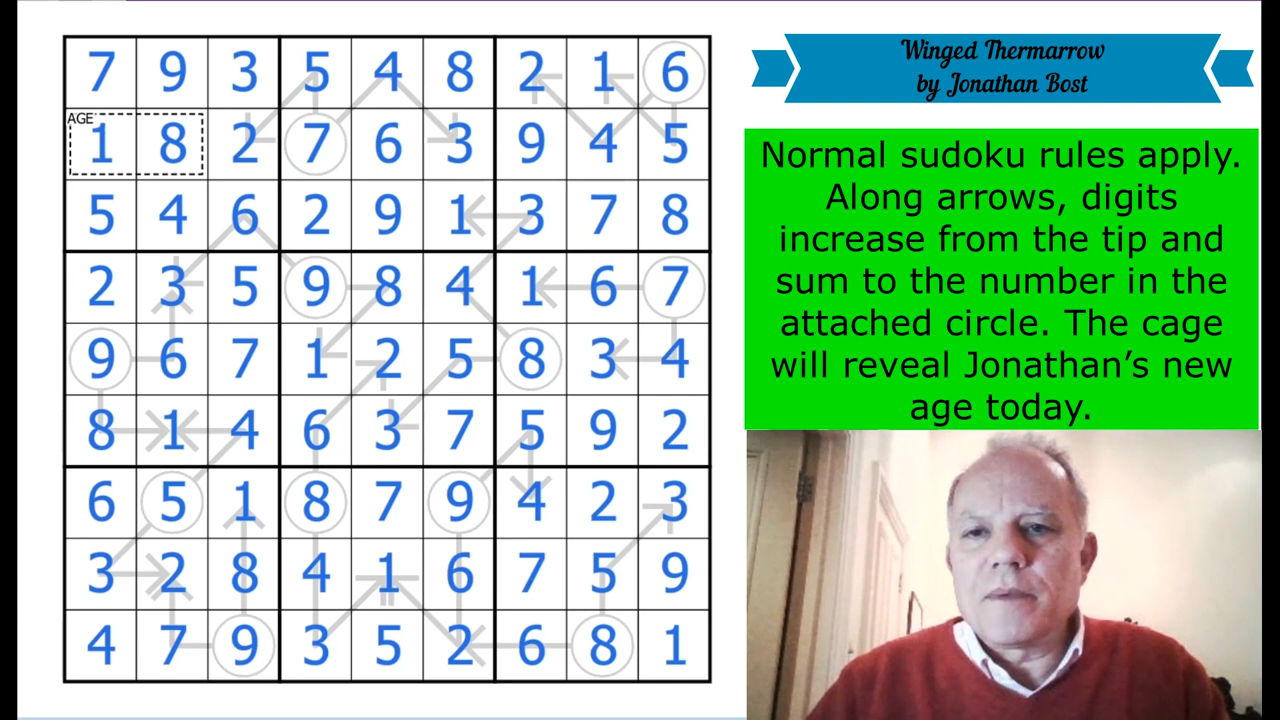 Winged Thermarrow
by Jonathan Bost
Normal sudoku rules apply.
Along arrows, digits
increase from the tip and
sum to the number in the
attached circle. The cage
will reveal Jonathan’s new
age today.
7 9 3 5 4 8 2 1 6
AGE
1 8 2 7 6 3 9 4 5
5 4 6 2 9 1 3 7 8
2 3 5 9 8 4 1 6 7
9 6 7 1 2 5 8 3 4
8 1 4 6 3 7 5 9 2
6 5 1 8 7 9 4 2 3
3 2 8 4 1 6 7 5 9
4 7 9 3 5 2 6 8 1